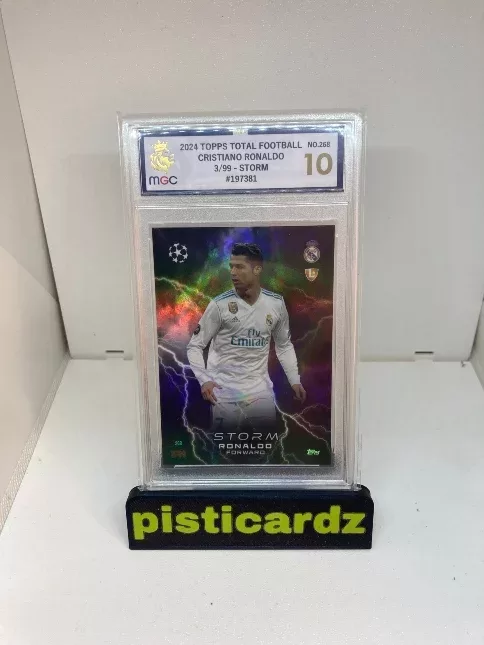 2024 TOPPS TOTAL FOOTBALL NO.268
CRISTIANO RONALDO
3/99 - STORM
#197381
10
MGC
Fly
Emirates
7
STORM
RONALDO
FORWARD
topps
pisticardz